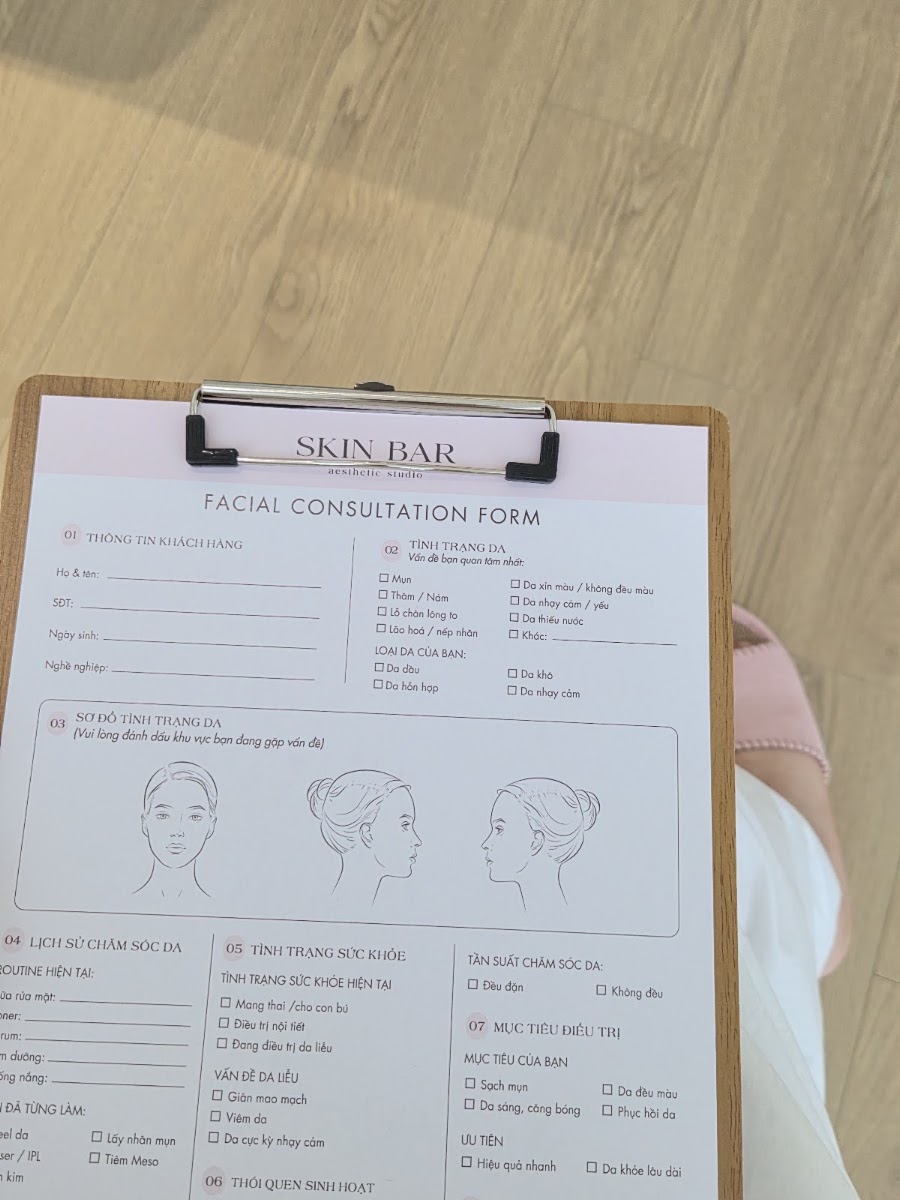 SKIN BAR
aesthetic studio
FACIAL CONSULTATION FORM
01 THÔNG TIN KHÁCH HÀNG
Họ & tên:
SĐT:
Ngày sinh:
Nghề nghiệp:
02 TÌNH TRẠNG DA
Vấn đề bạn quan tâm nhất:
Mụn
Thâm / Nám
Lỗ chân lông to
Lão hoá / nếp nhăn
Da xỉn màu / không đều màu
Da nhạy cảm / yếu
Da thiếu nước
Khác:
LOẠI DA CỦA BẠN:
Da dầu
Da hỗn hợp
Da khô
Da nhạy cảm
03 SƠ ĐỒ TÌNH TRẠNG DA
(Vui lòng đánh dấu khu vực bạn đang gặp vấn đề)
04 LỊCH SỬ CHĂM SÓC DA
ROUTINE HIỆN TẠI:
ữa rửa mặt:
oner:
rum:
m dưỡng:
ống nắng:
ĐÃ TỪNG LÀM:
eel da
ser / IPL
kim
Lấy nhân mụn
Tiêm Meso
05 TÌNH TRẠNG SỨC KHỎE
TÌNH TRẠNG SỨC KHỎE HIỆN TẠI
Mang thai /cho con bú
Điều trị nội tiết
Đang điều trị da liễu
VẤN ĐỀ DA LIỄU
Giãn mao mạch
Viêm da
Da cực kỳ nhạy cảm
06 THÓI QUEN SINH HOẠT
TẦN SUẤT CHĂM SÓC DA:
Đều đặn
Không đều
07 MỤC TIÊU ĐIỀU TRỊ
MỤC TIÊU CỦA BẠN
Sạch mụn
Da sáng, căng bóng
Da đều màu
Phục hồi da
ƯU TIÊN
Hiệu quả nhanh
Da khỏe lâu dài